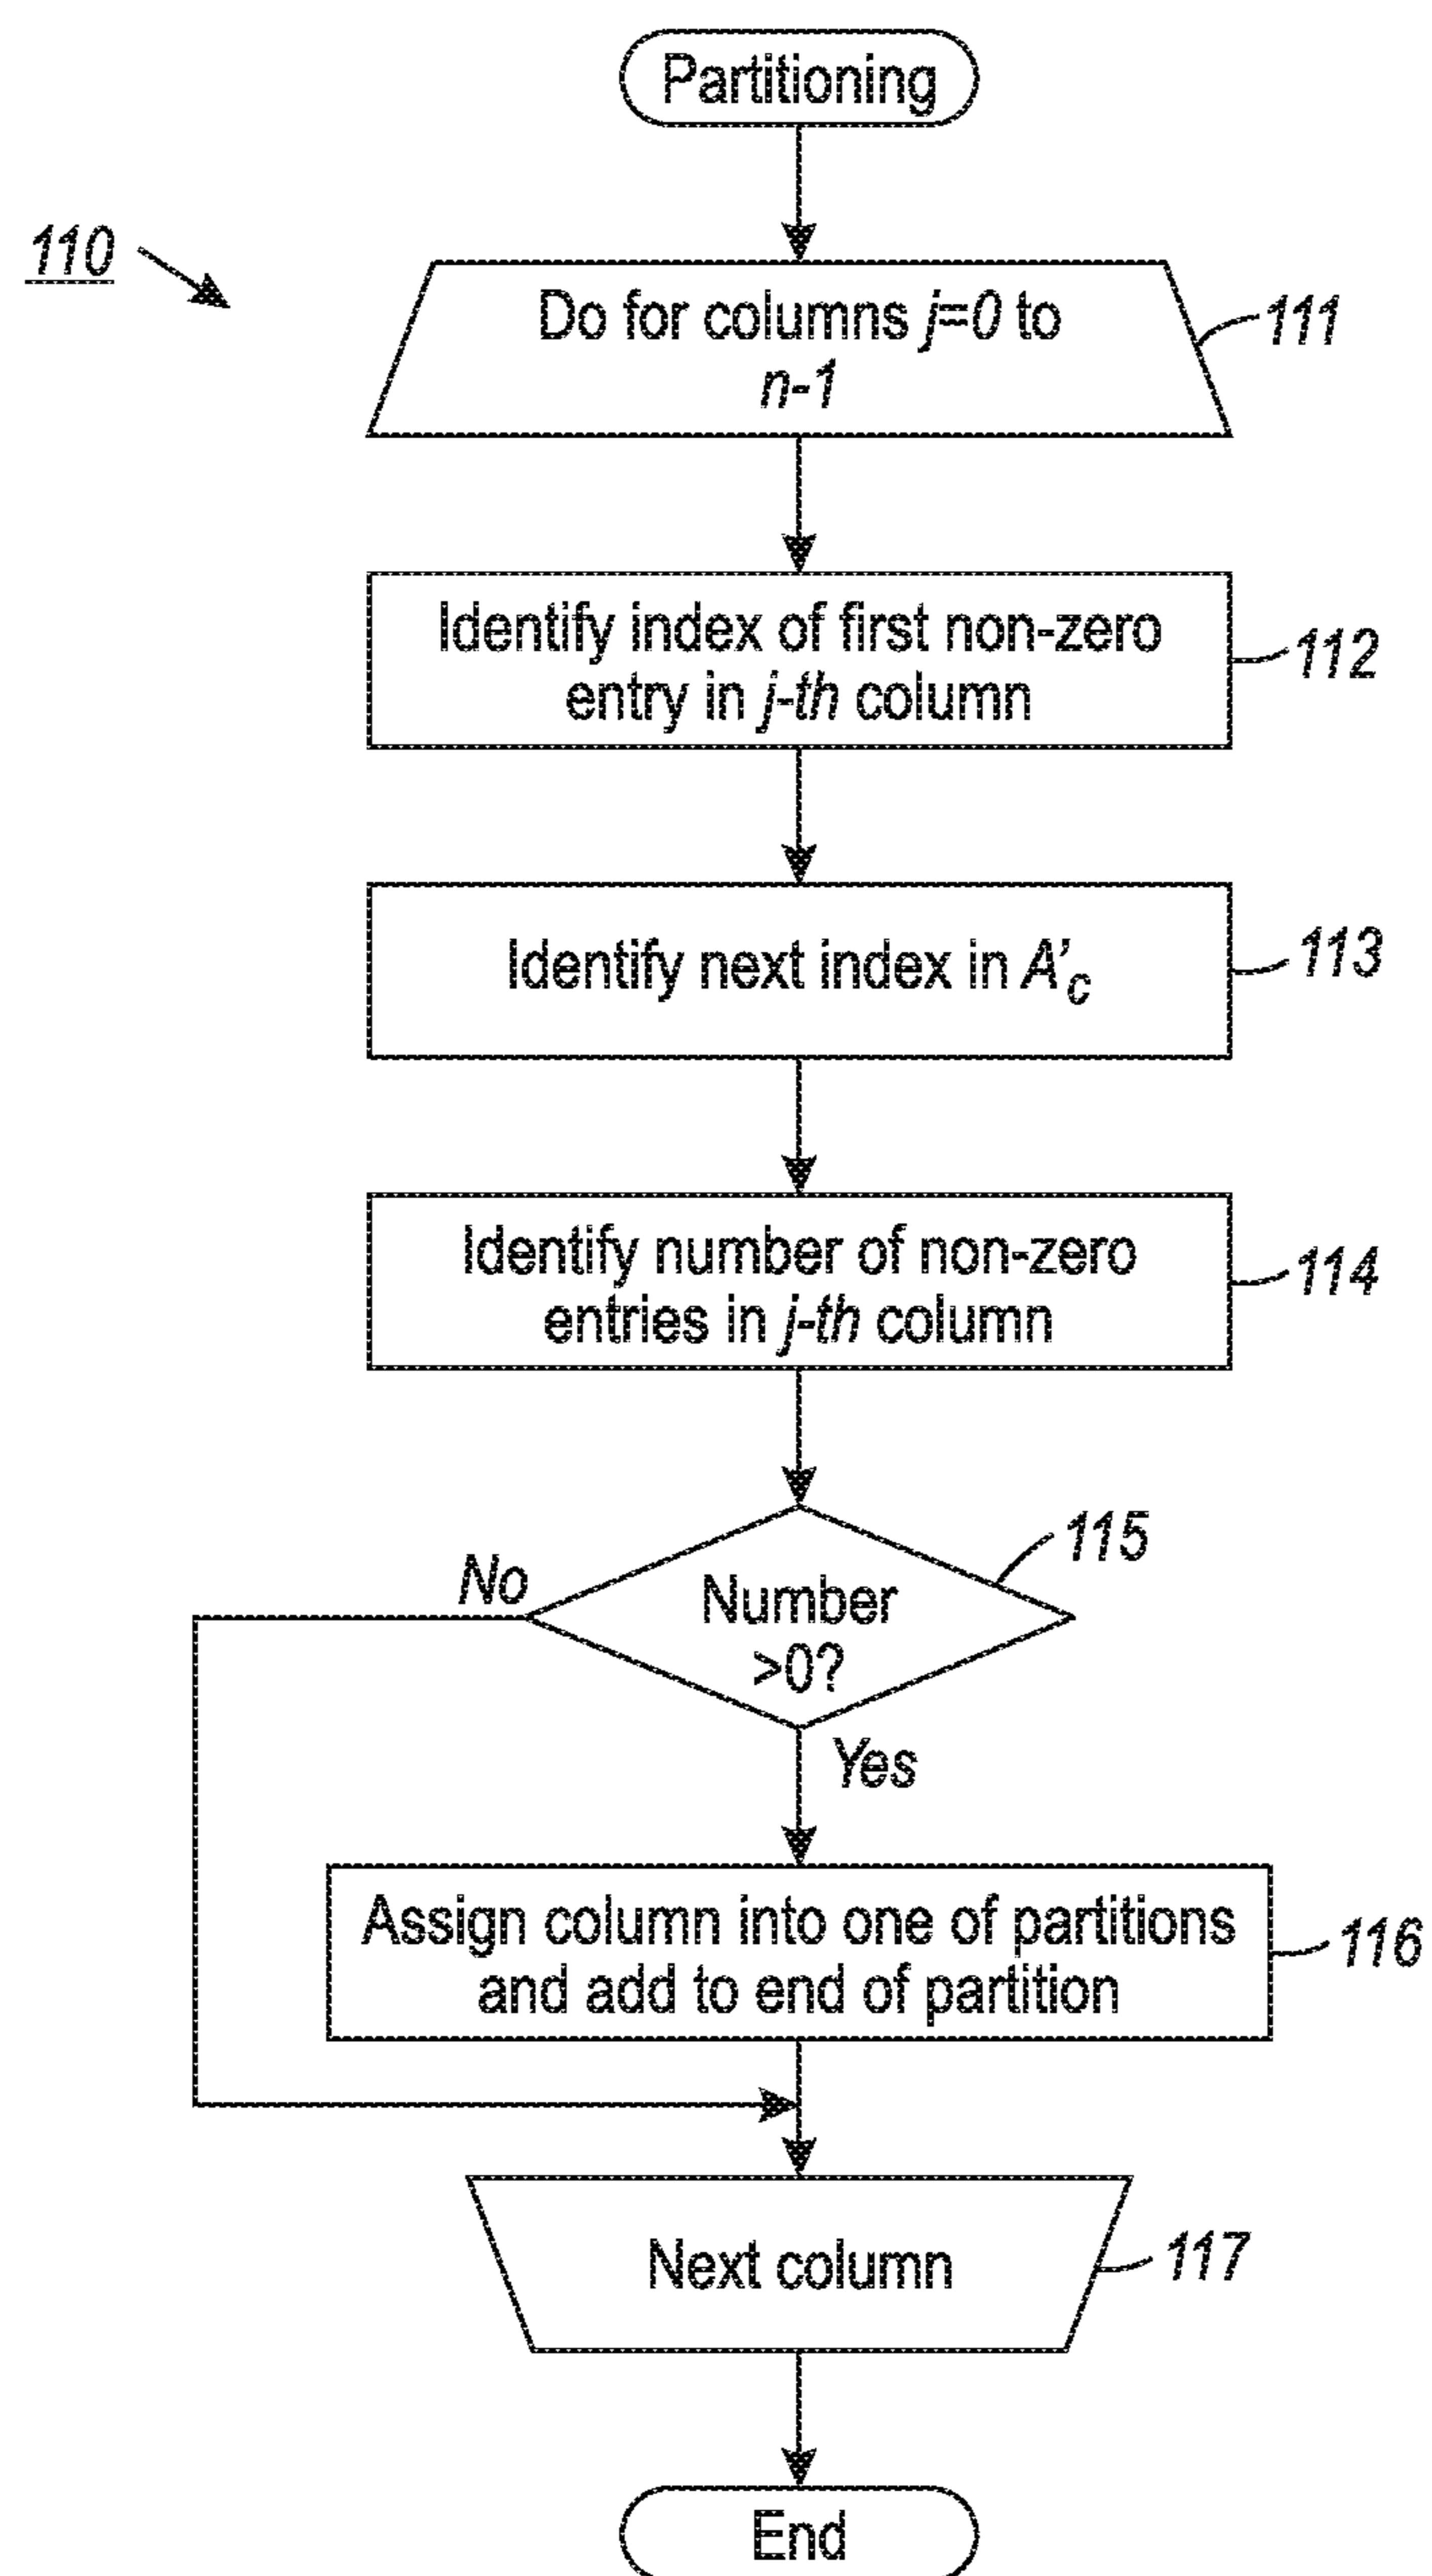 Partitioning
110
Do for columns j=0 to
n-1
111
Identify index of first non-zero
entry in j-th column
112
Identify next index in A'c
113
Identify number of non-zero
entries in j-th column
114
Number
>0?
115
No
Yes
Assign column into one of partitions
and add to end of partition
116
Next column
117
End